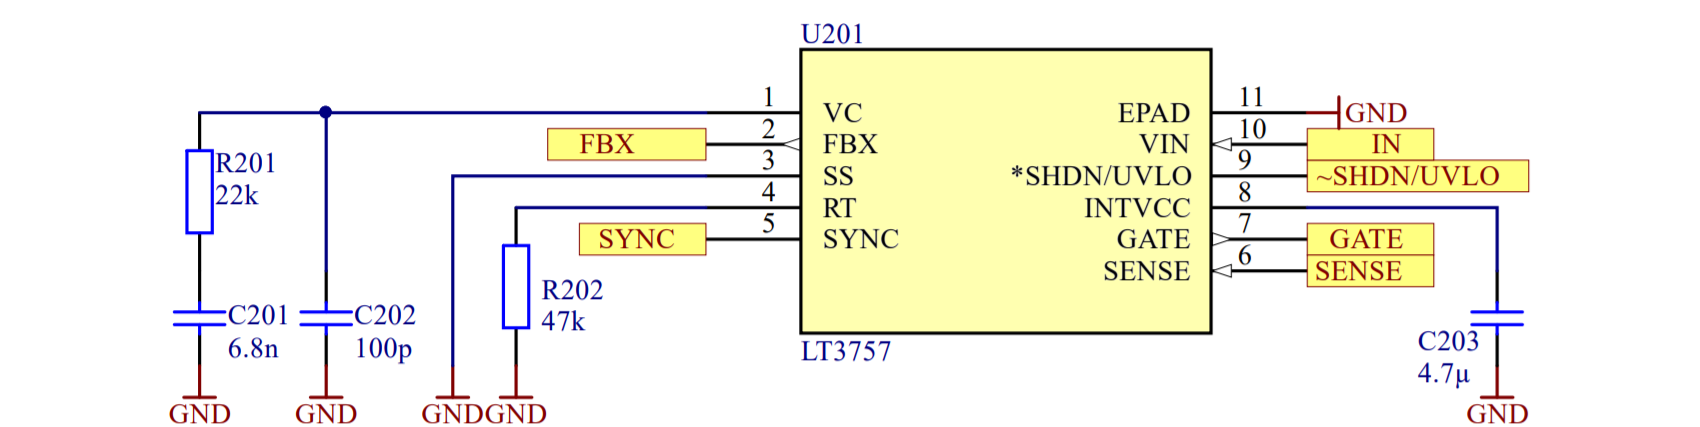 U201
1
VC
EPAD
11
GND
FBX
2
FBX
VIN
10
IN
3
SS
*SHDN/UVLO
9
~SHDN/UVLO
4
RT
INTVCC
8
SYNC
5
SYNC
GATE
7
GATE
SENSE
6
SENSE
LT3757
R201
22k
R202
47k
C201
6.8n
C202
100p
C203
4.7µ
GND
GND
GND
GND
GND